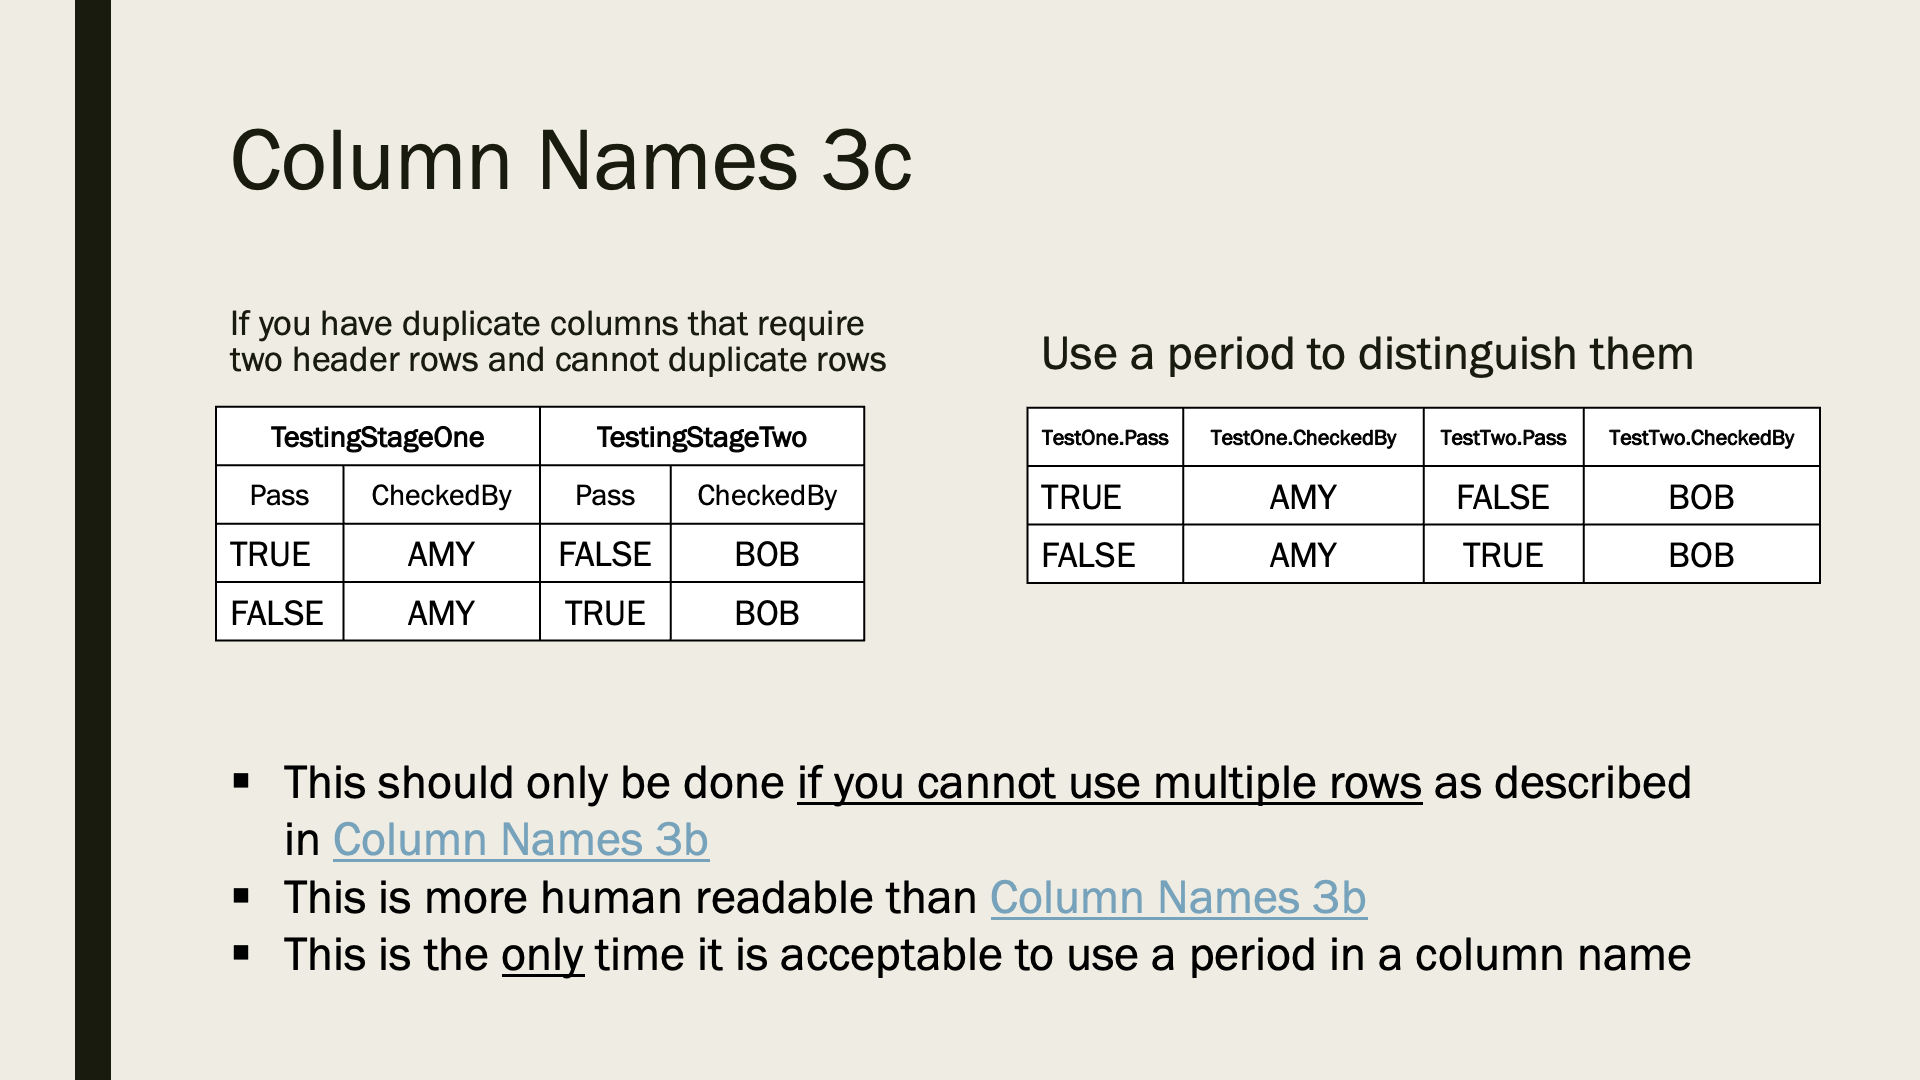 Column Names 3c
If you have duplicate columns that require
two header rows and cannot duplicate rows
TestingStageOne TestingStageTwo
Pass CheckedBy Pass CheckedBy
TRUE AMY FALSE BOB
FALSE AMY TRUE BOB
Use a period to distinguish them
TestOne.Pass TestOne.CheckedBy TestTwo.Pass TestTwo.CheckedBy
TRUE AMY FALSE BOB
FALSE AMY TRUE BOB
▪ This should only be done if you cannot use multiple rows as described
in Column Names 3b
▪ This is more human readable than Column Names 3b
▪ This is the only time it is acceptable to use a period in a column name